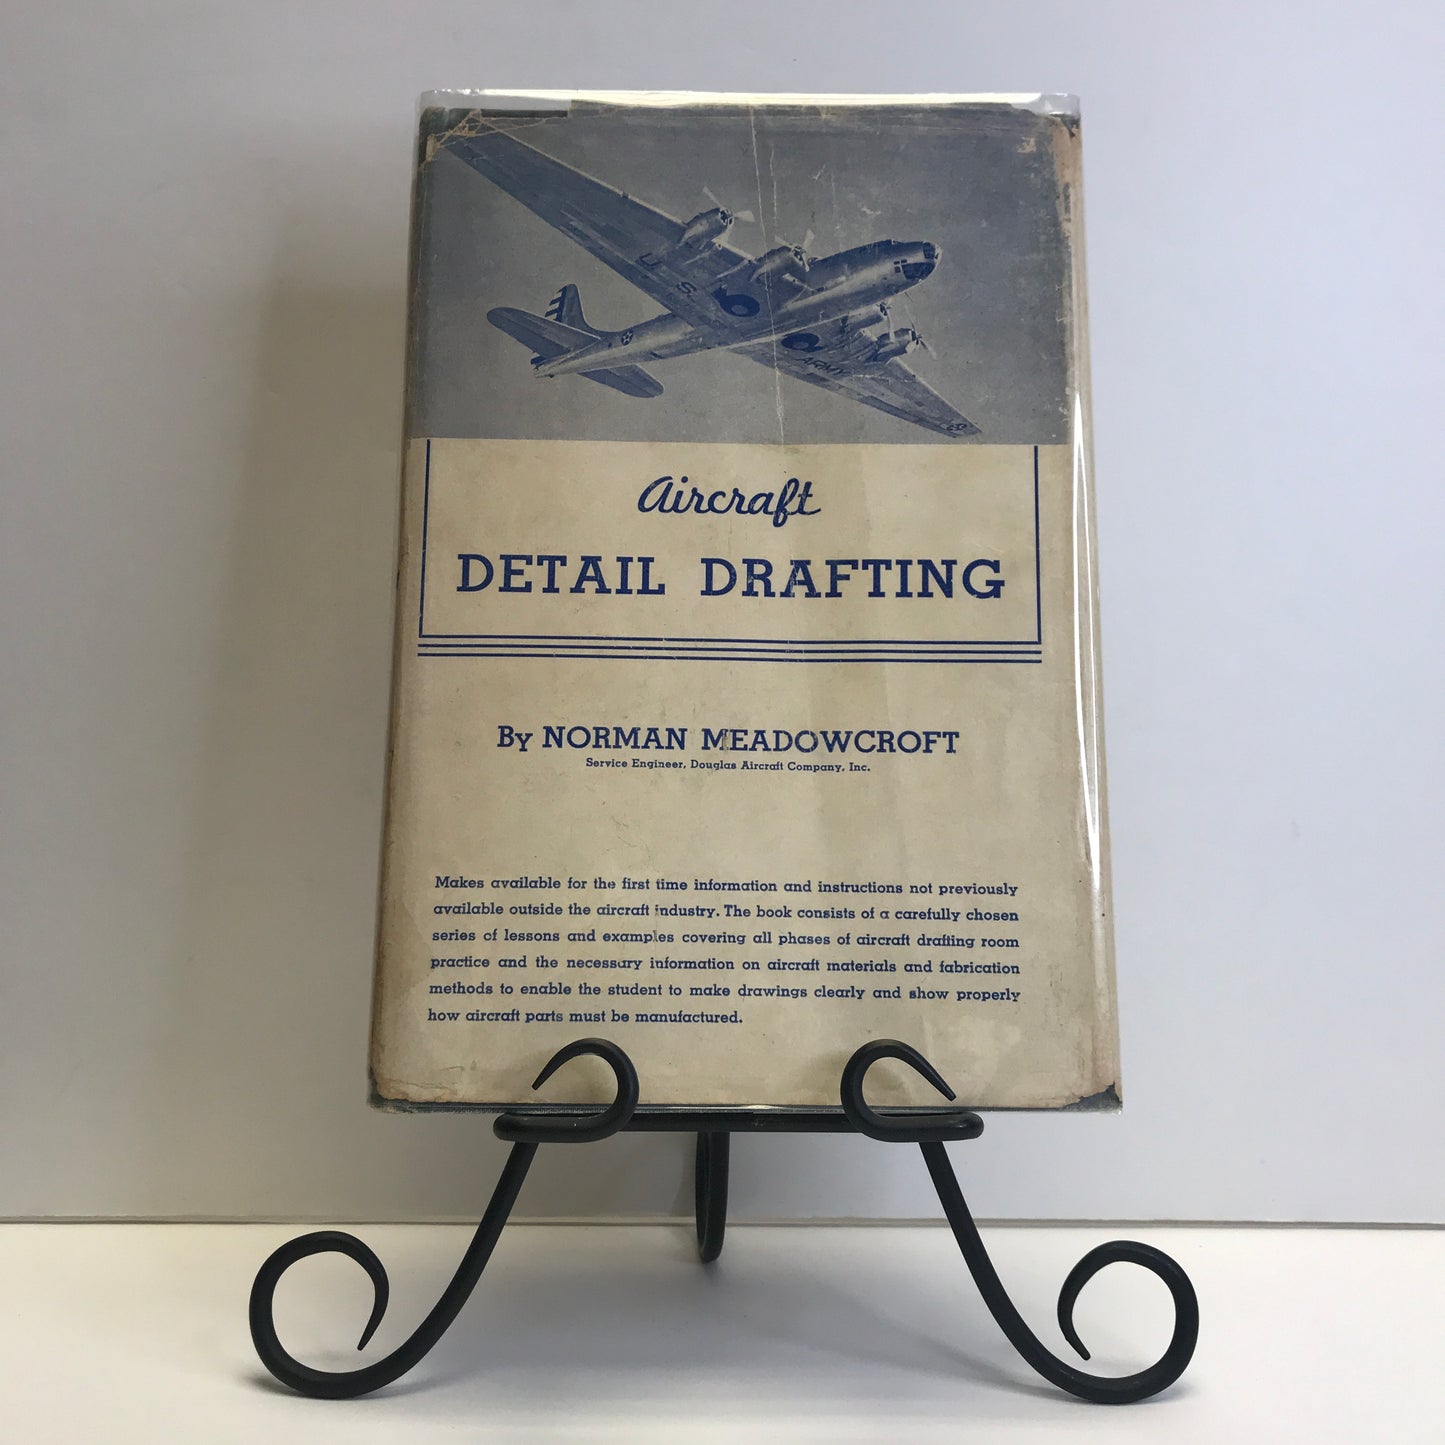 U.S.
ARMY
Aircraft
DETAIL DRAFTING
By NORMAN MEADOWCROFT
Service Engineer, Douglas Aircraft Company, Inc.
Makes available for the first time information and instructions not previously
available outside the aircraft industry. The book consists of a carefully chosen
series of lessons and examples covering all phases of aircraft drafting room
practice and the necessary information on aircraft materials and fabrication
methods to enable the student to make drawings clearly and show properly
how aircraft parts must be manufactured.